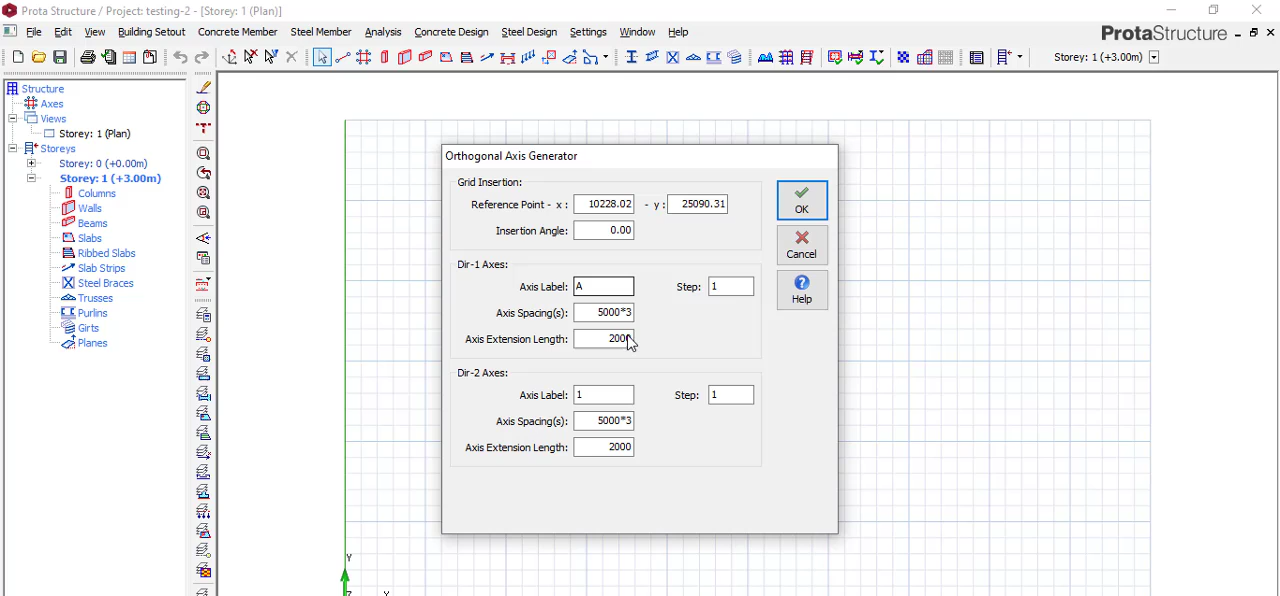 Prota Structure / Project: testing-2 - [Storey: 1 (Plan)]
File Edit View Building Setout Concrete Member Steel Member Analysis Concrete Design Steel Design Settings Window Help
ProtaStructure
Storey: 1 (+3.00m)
Structure
Axes
Views
Storey: 1 (Plan)
Storeys
Storey: 0 (+0.00m)
Storey: 1 (+3.00m)
Columns
Walls
Beams
Slabs
Ribbed Slabs
Slab Strips
Steel Braces
Trusses
Purlins
Girts
Planes
Orthogonal Axis Generator
Grid Insertion:
Reference Point - x : 10228.02 - y : 25090.31
Insertion Angle: 0.00
OK
Cancel
Help
Dir-1 Axes:
Axis Label: A Step: 1
Axis Spacing(s): 5000*3
Axis Extension Length: 2000
Dir-2 Axes:
Axis Label: 1 Step: 1
Axis Spacing(s): 5000*3
Axis Extension Length: 2000
Y